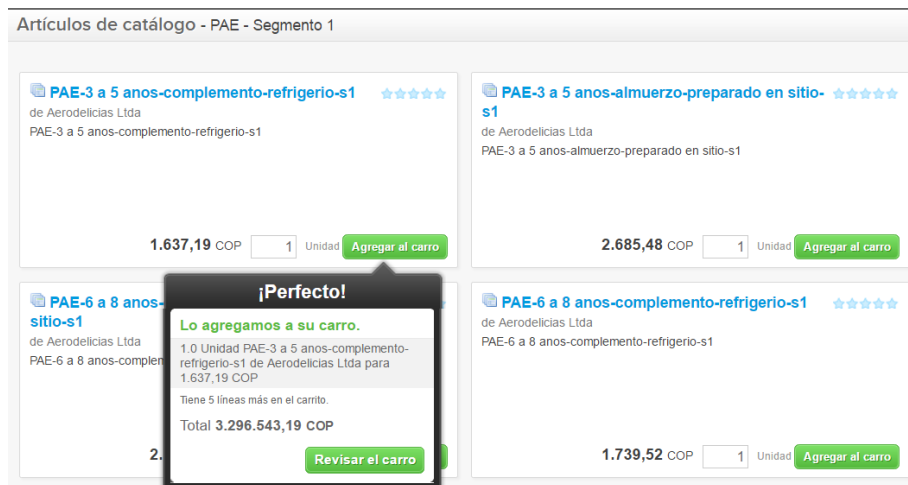 Artículos de catálogo - PAE - Segmento 1
PAE-3 a 5 anos-complemento-refrigerio-s1
de Aerodelicias Ltda
PAE-3 a 5 anos-complemento-refrigerio-s1
1.637,19 COP 1 Unidad Agregar al carro
PAE-3 a 5 anos-almuerzo-preparado en sitio-
s1
de Aerodelicias Ltda
PAE-3 a 5 anos-almuerzo-preparado en sitio-s1
2.685,48 COP 1 Unidad Agregar al carro
PAE-6 a 8 anos-
sitio-s1
de Aerodelicias Ltda
PAE-6 a 8 anos-complem
2.
¡Perfecto!
Lo agregamos a su carro.
1.0 Unidad PAE-3 a 5 anos-complemento-
refrigerio-s1 de Aerodelicias Ltda para
1.637,19 COP
Tiene 5 líneas más en el carrito.
Total 3.296.543,19 COP
Revisar el carro
PAE-6 a 8 anos-complemento-refrigerio-s1
de Aerodelicias Ltda
PAE-6 a 8 anos-complemento-refrigerio-s1
1.739,52 COP 1 Unidad Agregar al carro